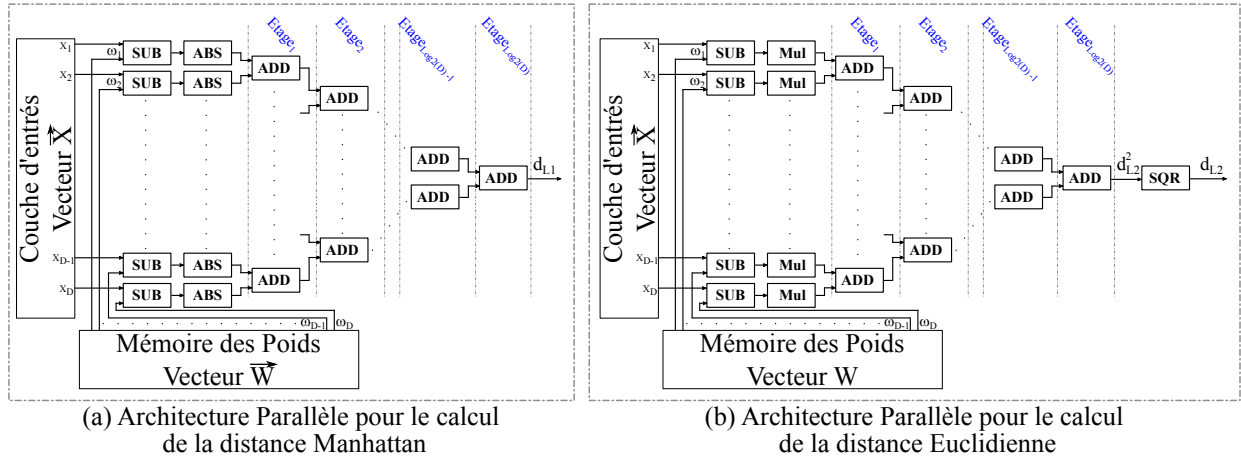 Etage1 Etage2 EtageLog2(D)-1 EtageLog2(D)
Couche d'entrés
Vecteur X
x1 ω1 SUB ABS ADD
x2 ω2 SUB ABS
ADD
ADD
ADD dL1
ADD
ADD
xD-1 SUB ABS ADD
xD SUB ABS
ωD-1 ωD
Mémoire des Poids
Vecteur W
(a) Architecture Parallèle pour le calcul
de la distance Manhattan
Etage1 Etage2 EtageLog2(D)-1 EtageLog2(D)
Couche d'entrés
Vecteur X
x1 ω1 SUB Mul ADD
x2 ω2 SUB Mul
ADD
ADD
ADD d²L2 SQR dL2
ADD
ADD
xD-1 SUB Mul ADD
xD SUB Mul
ωD-1 ωD
Mémoire des Poids
Vecteur W
(b) Architecture Parallèle pour le calcul
de la distance Euclidienne